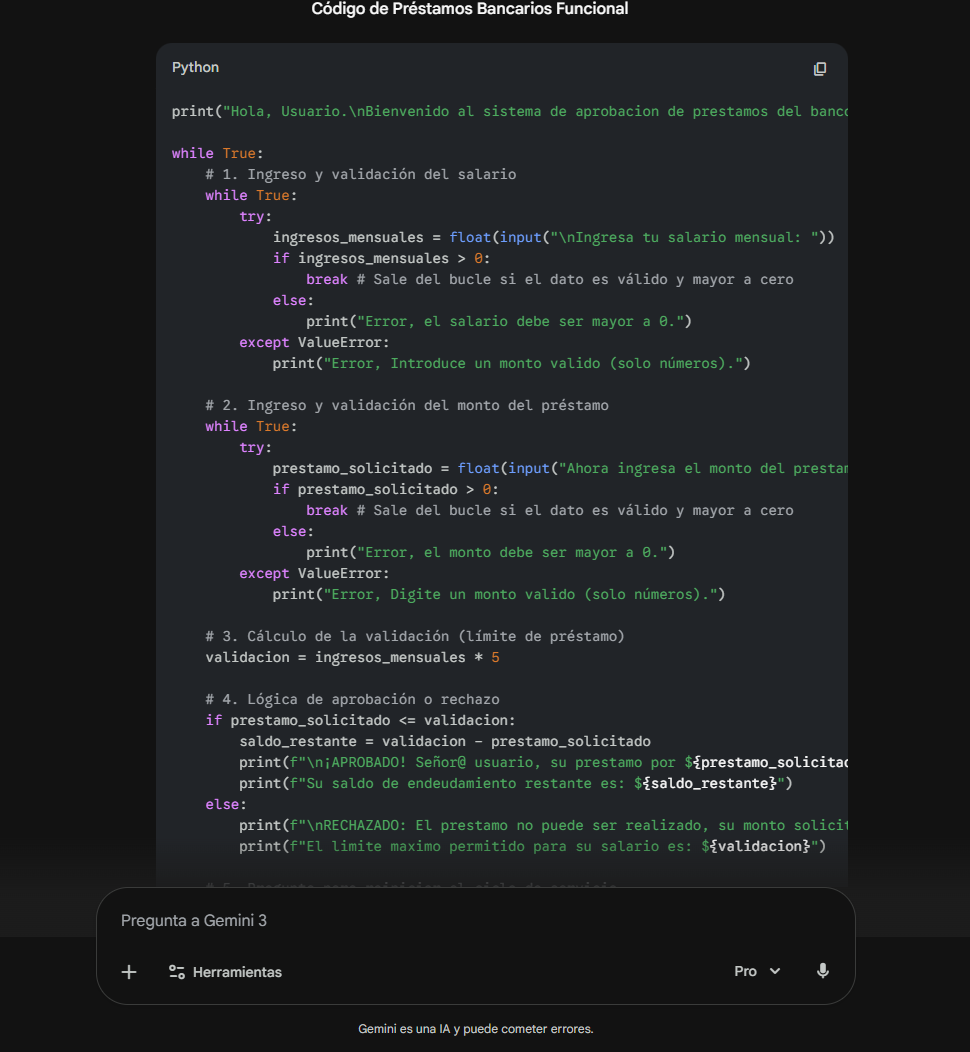 Código de Préstamos Bancarios Funcional
Python
print("Hola, Usuario.\nBienvenido al sistema de aprobacion de prestamos del banco
while True:
    # 1. Ingreso y validación del salario
    while True:
        try:
            ingresos_mensuales = float(input("\nIngresa tu salario mensual: "))
            if ingresos_mensuales > 0:
                break # Sale del bucle si el dato es válido y mayor a cero
            else:
                print("Error, el salario debe ser mayor a 0.")
        except ValueError:
            print("Error, Introduce un monto valido (solo números).")
    # 2. Ingreso y validación del monto del préstamo
    while True:
        try:
            prestamo_solicitado = float(input("Ahora ingresa el monto del prestam
            if prestamo_solicitado > 0:
                break # Sale del bucle si el dato es válido y mayor a cero
            else:
                print("Error, el monto debe ser mayor a 0.")
        except ValueError:
            print("Error, Digite un monto valido (solo números).")
    # 3. Cálculo de la validación (límite de préstamo)
    validacion = ingresos_mensuales * 5
    # 4. Lógica de aprobación o rechazo
    if prestamo_solicitado <= validacion:
        saldo_restante = validacion - prestamo_solicitado
        print(f"\n¡APROBADO! Señor@ usuario, su prestamo por ${prestamo_solicitad
        print(f"Su saldo de endeudamiento restante es: ${saldo_restante}")
    else:
        print(f"\nRECHAZADO: El prestamo no puede ser realizado, su monto solicit
        print(f"El limite maximo permitido para su salario es: ${validacion}")
    # 5. Pregunta para reiniciar el ciclo de servicio
Pregunta a Gemini 3
Herramientas
Pro
Gemini es una IA y puede cometer errores.